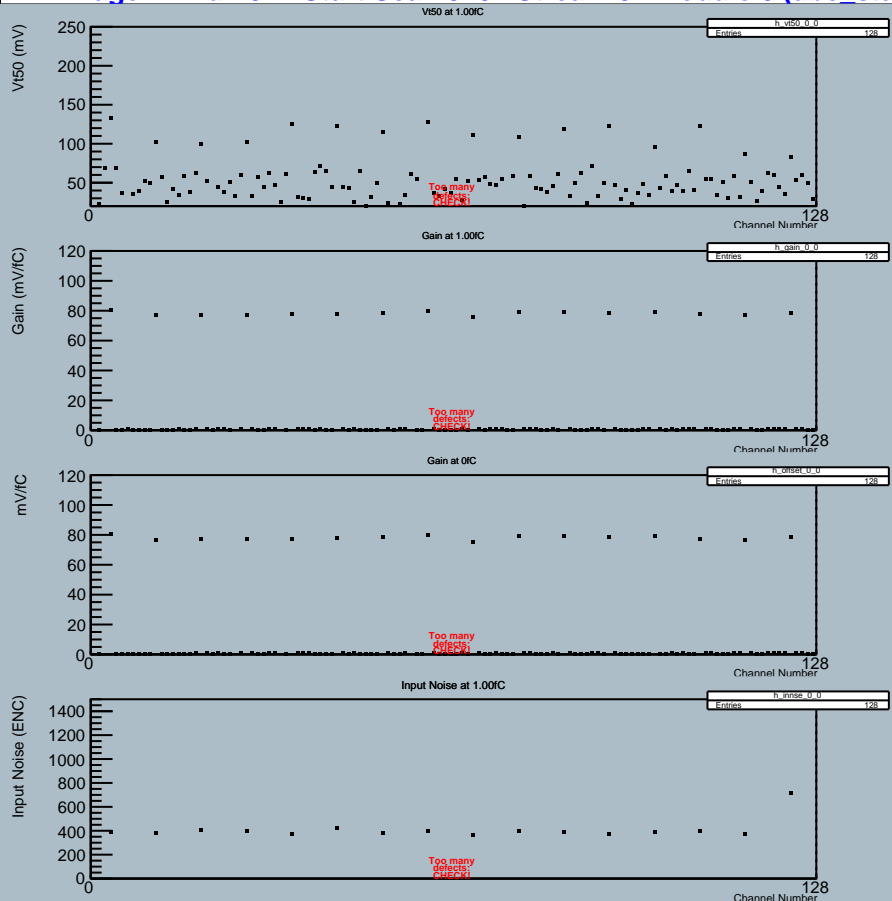 Vt50 at 1.00fC
h_vt50_0_0
Entries 128
Vt50 (mV)
250
200
150
100
50
Too many
defects:
CHECK!
0
128
Channel Number
Gain at 1.00fC
h_gain_0_0
Entries 128
Gain (mV/fC)
120
100
80
60
40
20
0
Too many
defects:
CHECK!
0
128
Channel Number
Gain at 0fC
h_offset_0_0
Entries 128
mV/fC
120
100
80
60
40
20
0
Too many
defects:
CHECK!
0
128
Channel Number
Input Noise at 1.00fC
h_innse_0_0
Entries 128
Input Noise (ENC)
1400
1200
1000
800
600
400
200
0
Too many
defects:
CHECK!
0
128
Channel Number